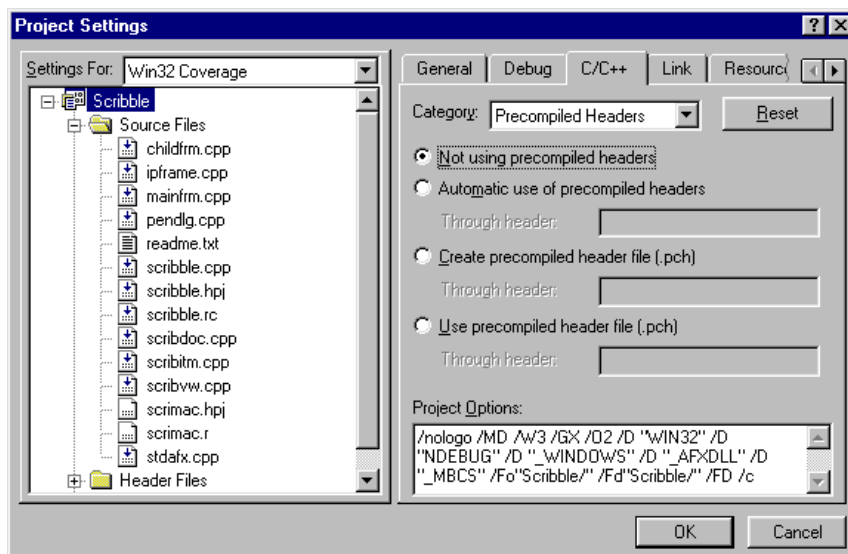 Project Settings
Settings For: Win32 Coverage
Scribble
Source Files
childfrm.cpp
ipframe.cpp
mainfrm.cpp
pendlg.cpp
readme.txt
scribble.cpp
scribble.hpj
scribble.rc
scribdoc.cpp
scribitm.cpp
scribvw.cpp
scrimac.hpj
scrimac.r
stdafx.cpp
Header Files
General Debug C/C++ Link Resourc
Category: Precompiled Headers Reset
Not using precompiled headers
Automatic use of precompiled headers
Through header:
Create precompiled header file (.pch)
Through header:
Use precompiled header file (.pch)
Through header:
Project Options:
/nologo /MD /W3 /GX /O2 /D "WIN32" /D
"NDEBUG" /D "_WINDOWS" /D "_AFXDLL" /D
"_MBCS" /Fo"Scribble/" /Fd"Scribble/" /FD /c
OK Cancel